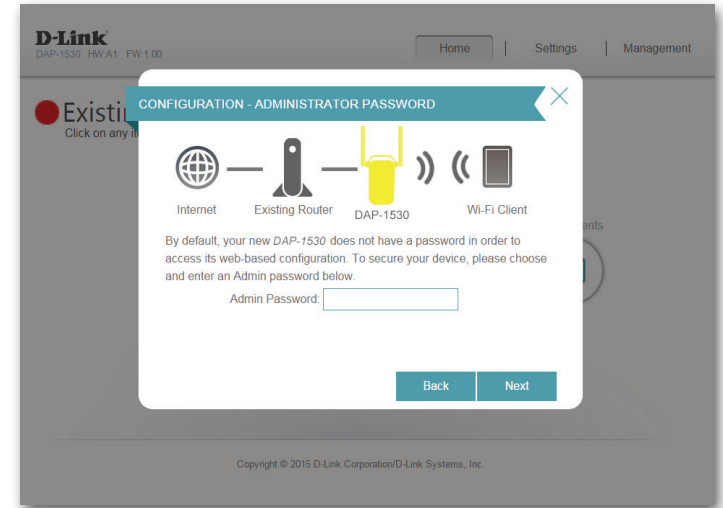 D-Link
DAP-1530 HW:A1 FW:1.00
Home | Settings | Management
Click on any
CONFIGURATION - ADMINISTRATOR PASSWORD
Internet
Existing Router
DAP-1530
Wi-Fi Client
By default, your new DAP-1530 does not have a password in order to
access its web-based configuration. To secure your device, please choose
and enter an Admin password below.
Admin Password:
Back
Next
Copyright © 2015 D-Link Corporation/D-Link Systems, Inc.